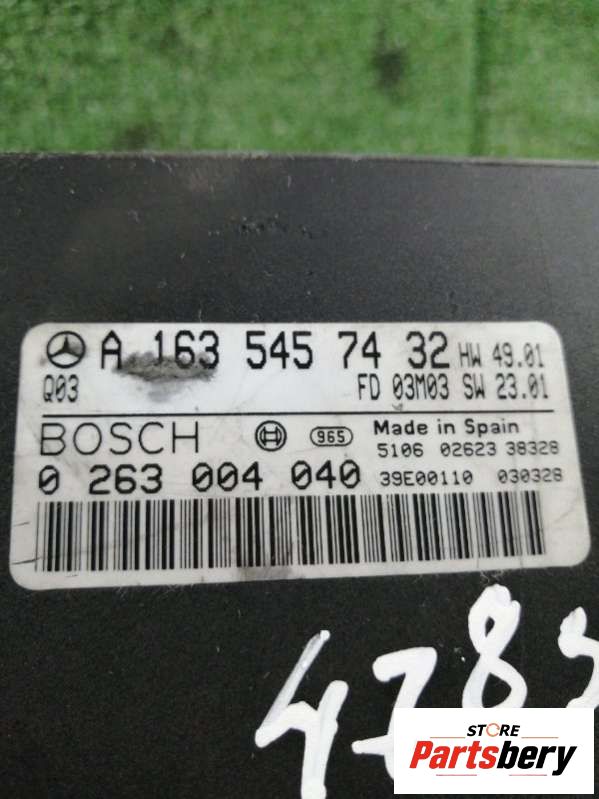 A 163 545 74 32 HW 49.01
Q03 FD 03M03 SW 23.01
BOSCH 965 Made in Spain
5106 02623 38328
0 263 004 040 39E00110 030328
4785
STORE
Partsbery